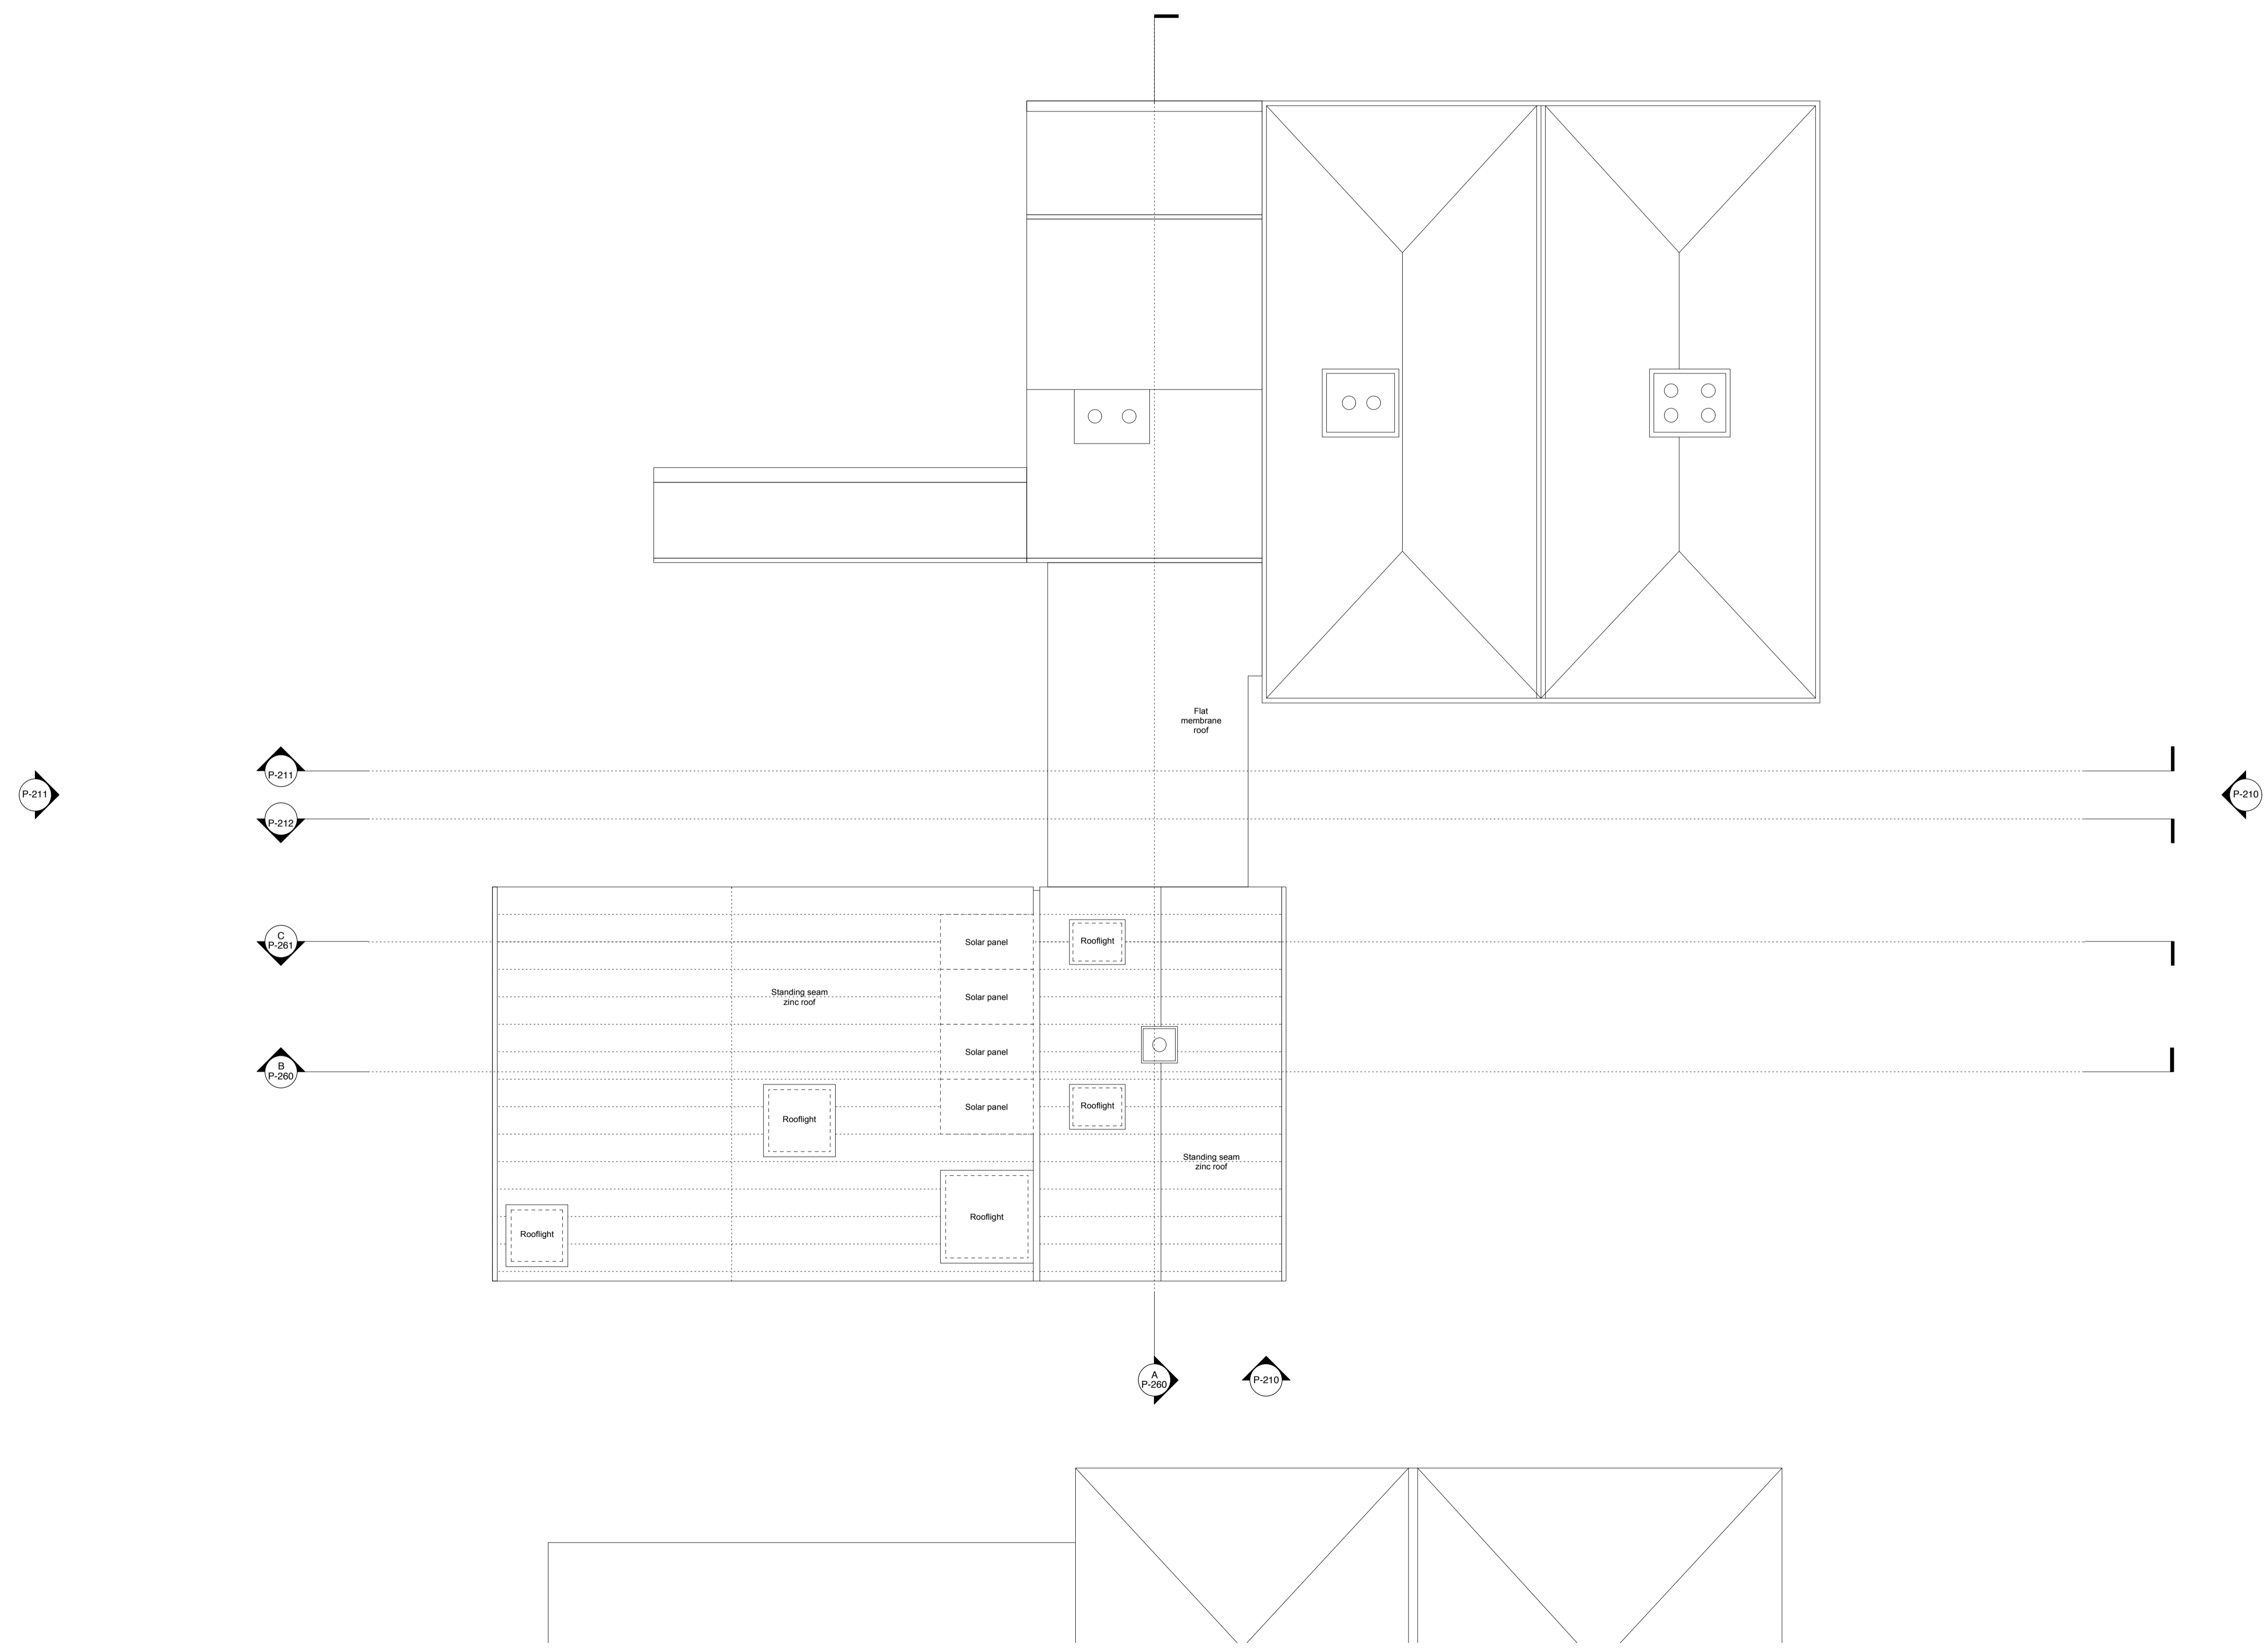 Flat
membrane
roof
P-211
P-211
P-210
P-212
C
P-261
Solar panel
Rooflight
Standing seam
zinc roof
Solar panel
Solar panel
B
P-260
Solar panel
Rooflight
Rooflight
Standing seam
zinc roof
Rooflight
Rooflight
A
P-260
P-210